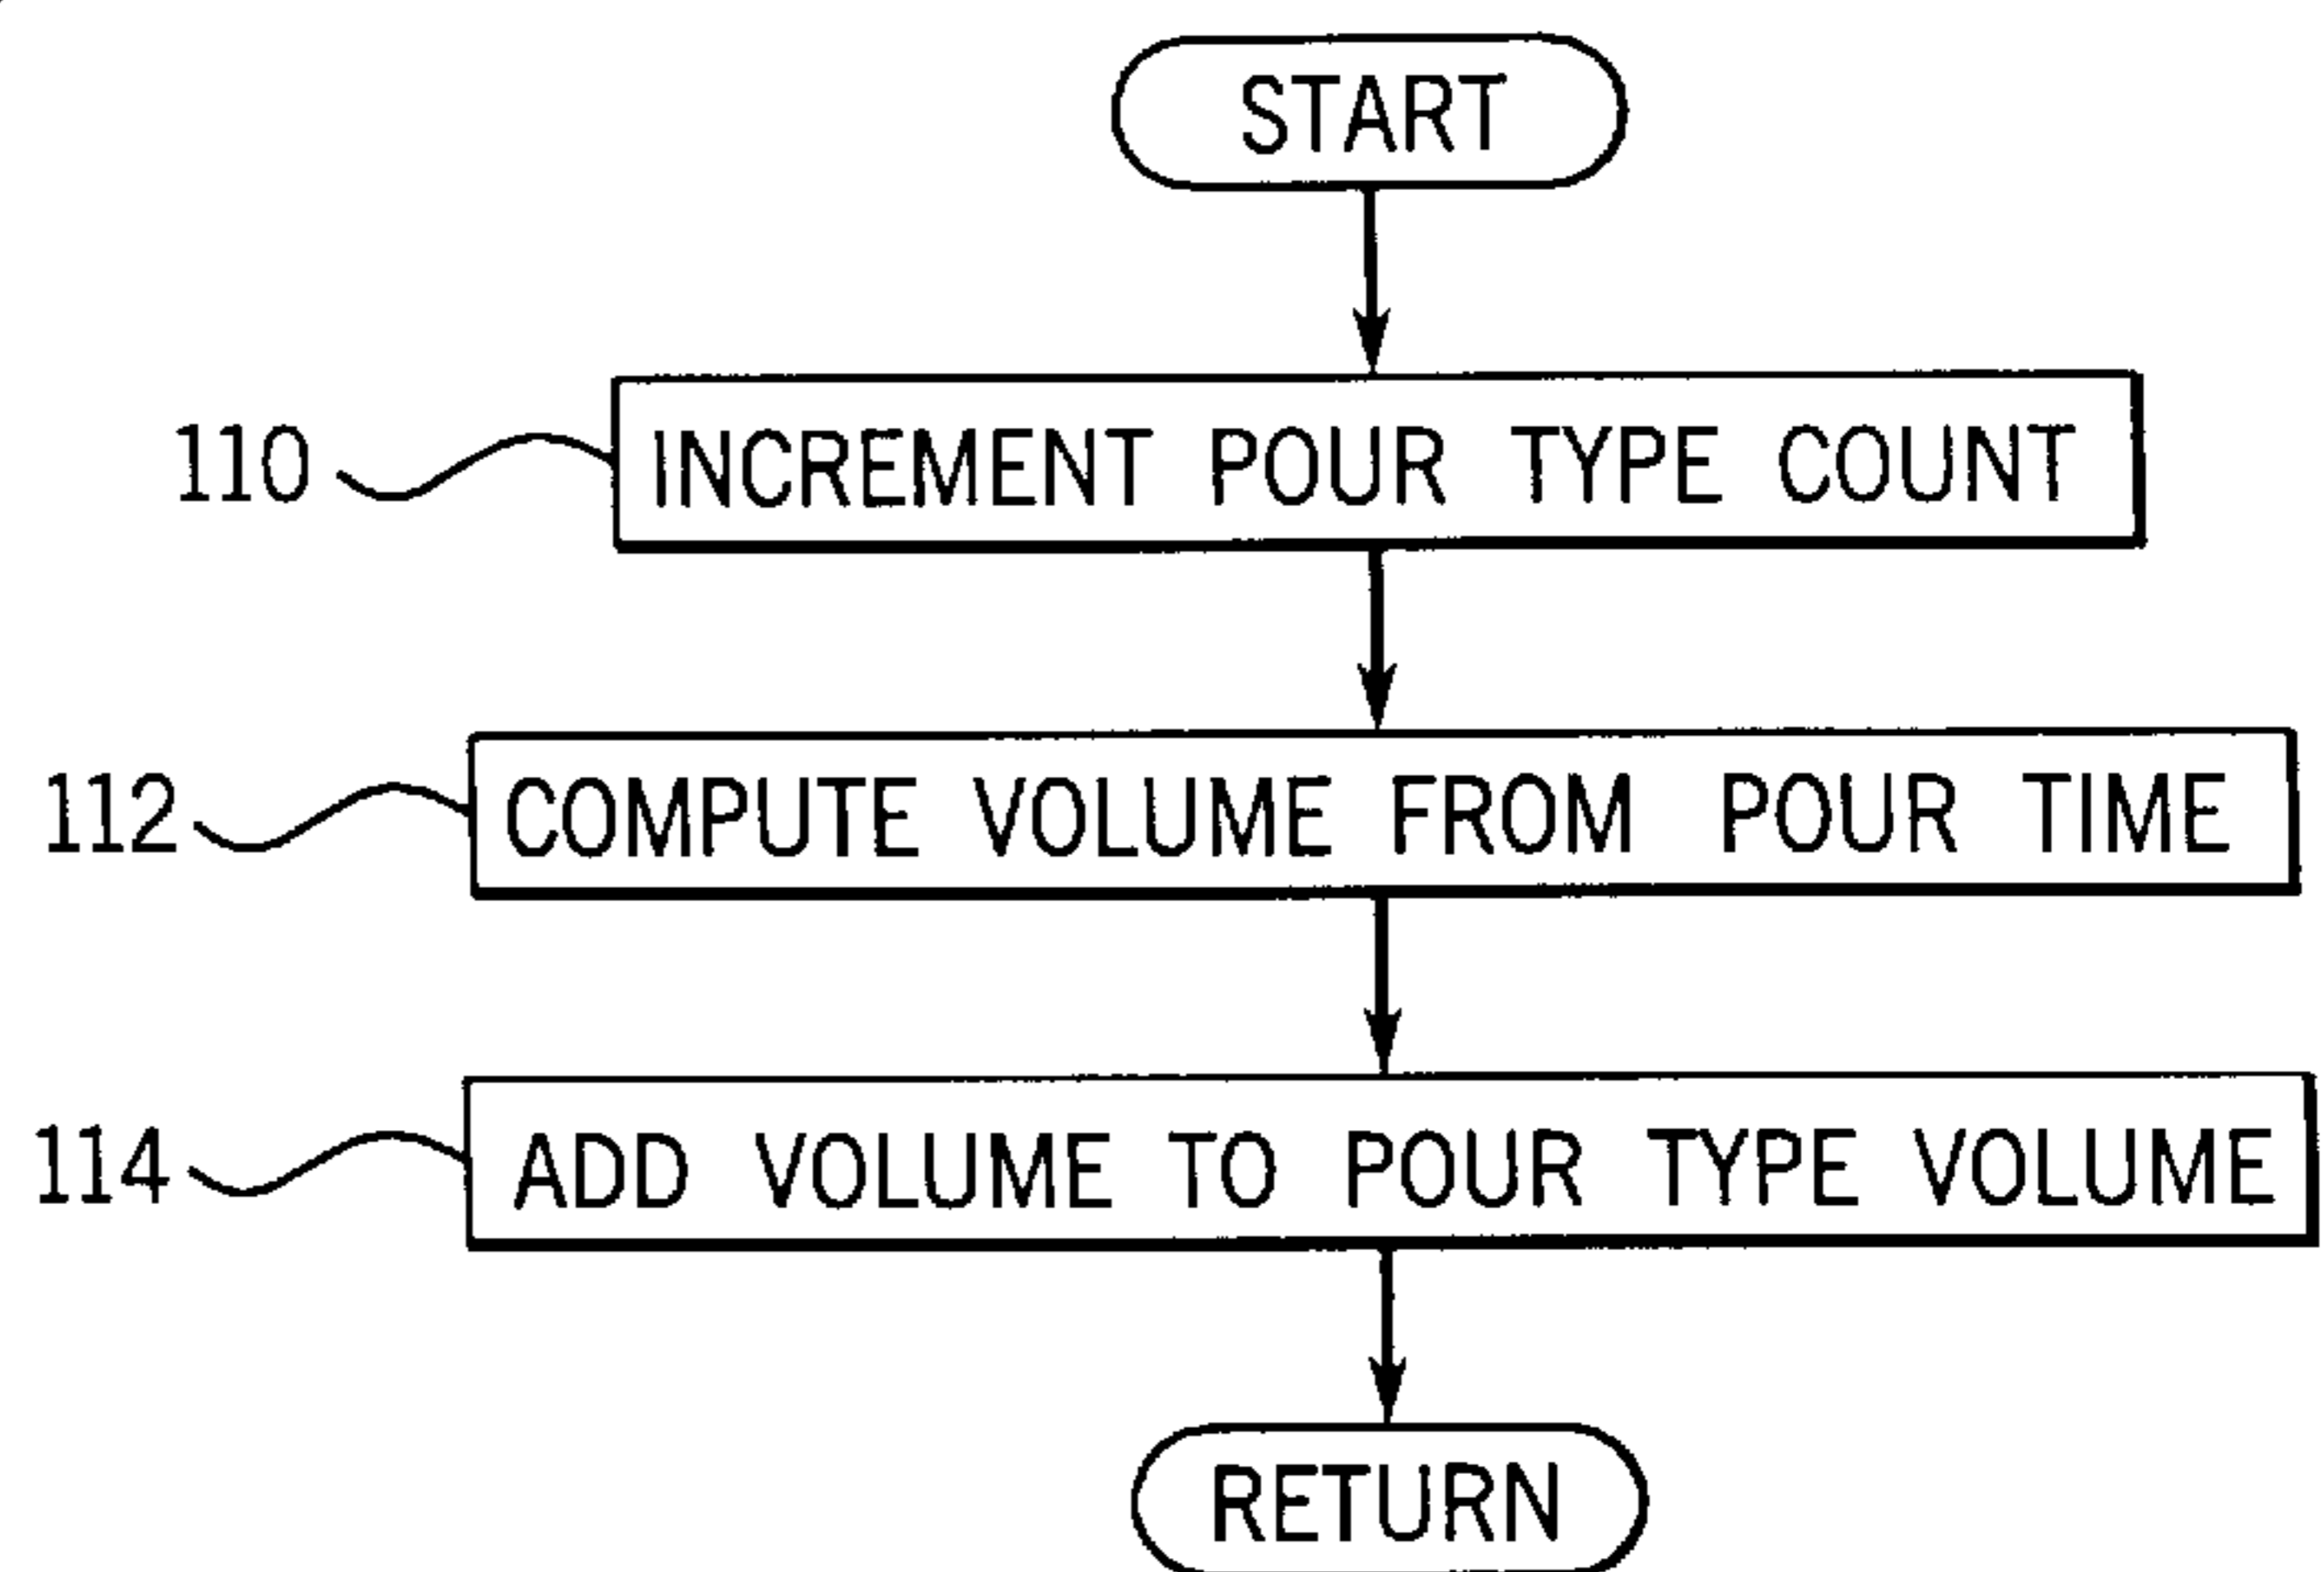 START
110 INCREMENT POUR TYPE COUNT
112 COMPUTE VOLUME FROM POUR TIME
114 ADD VOLUME TO POUR TYPE VOLUME
RETURN